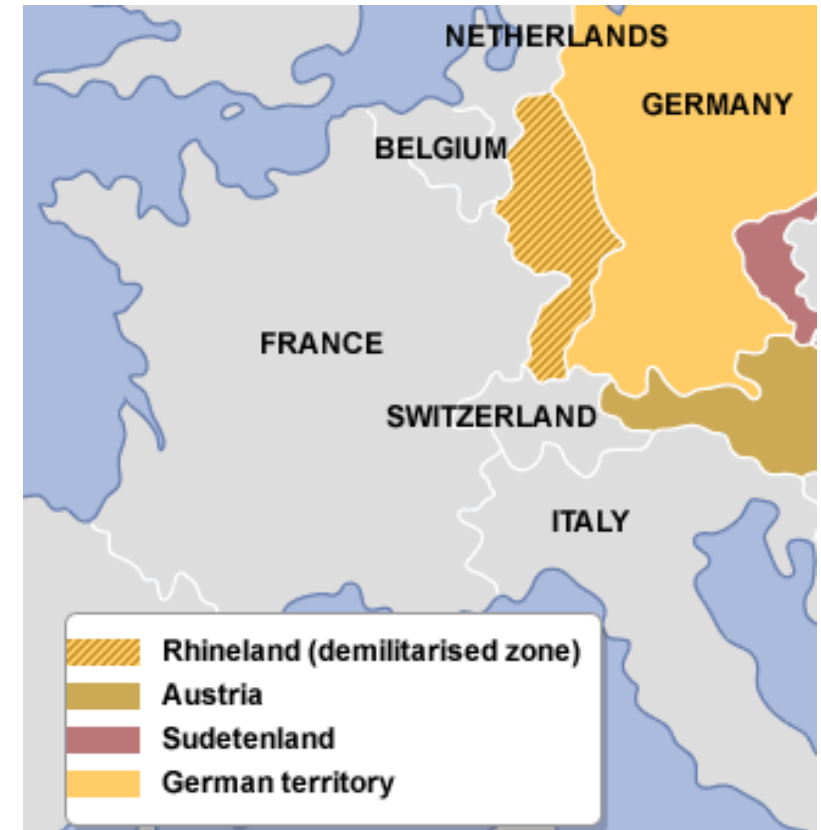 NETHERLANDS
GERMANY
BELGIUM
FRANCE
SWITZERLAND
ITALY
Rhineland (demilitarised zone)
Austria
Sudetenland
German territory